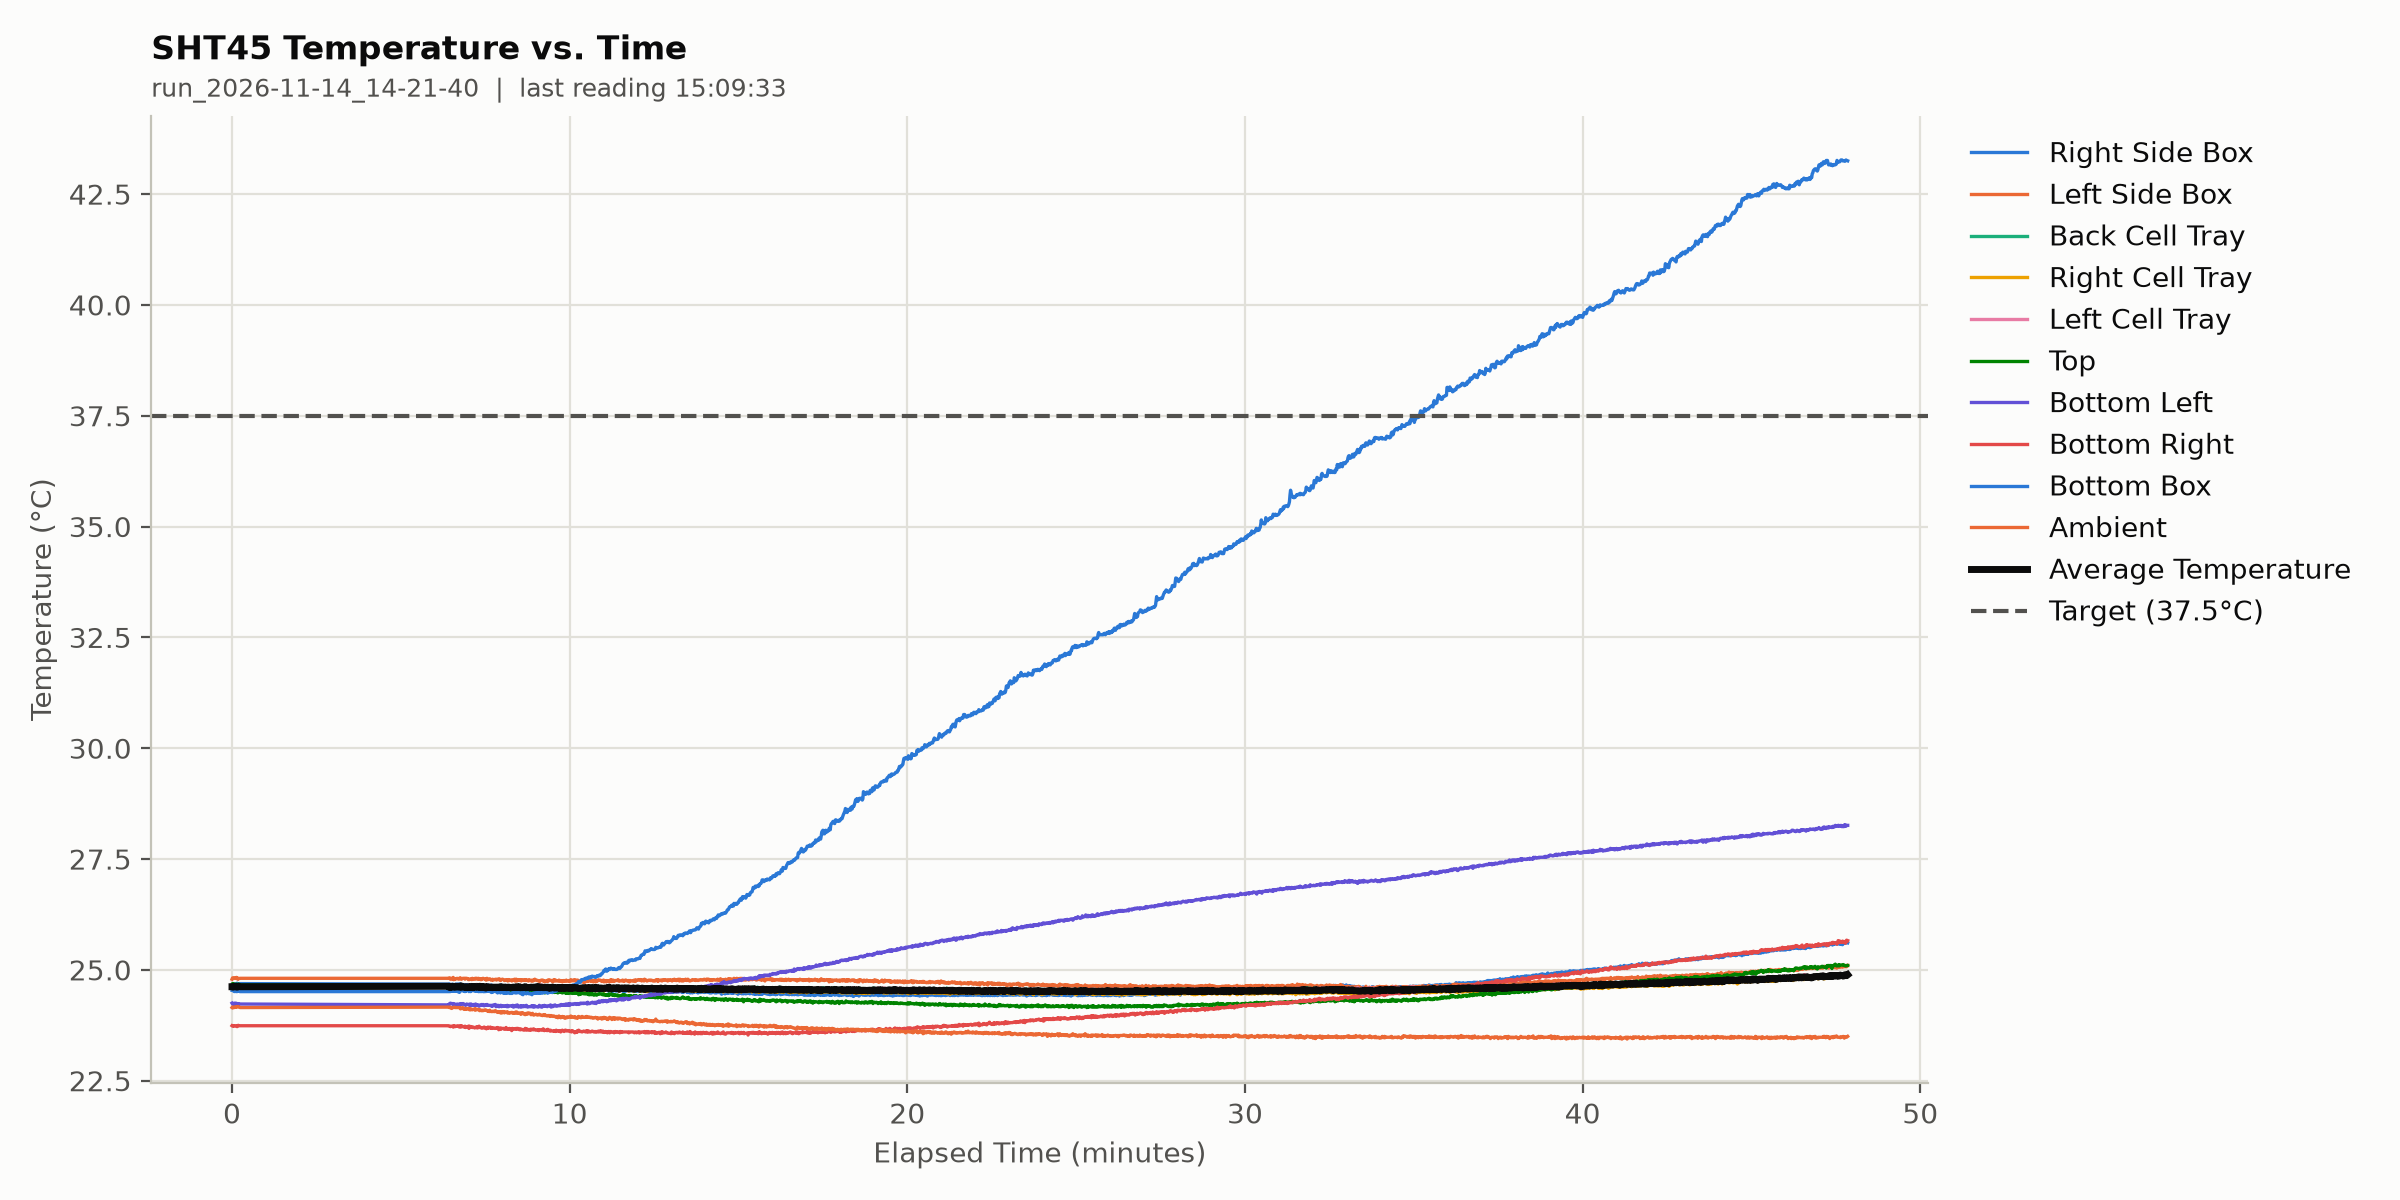 SHT45 Temperature vs. Time
run_2026-11-14_14-21-40 | last reading 15:09:33
Temperature (°C)
42.5
40.0
37.5
35.0
32.5
30.0
27.5
25.0
22.5
0 10 20 30 40 50
Elapsed Time (minutes)
Right Side Box
Left Side Box
Back Cell Tray
Right Cell Tray
Left Cell Tray
Top
Bottom Left
Bottom Right
Bottom Box
Ambient
Average Temperature
Target (37.5°C)